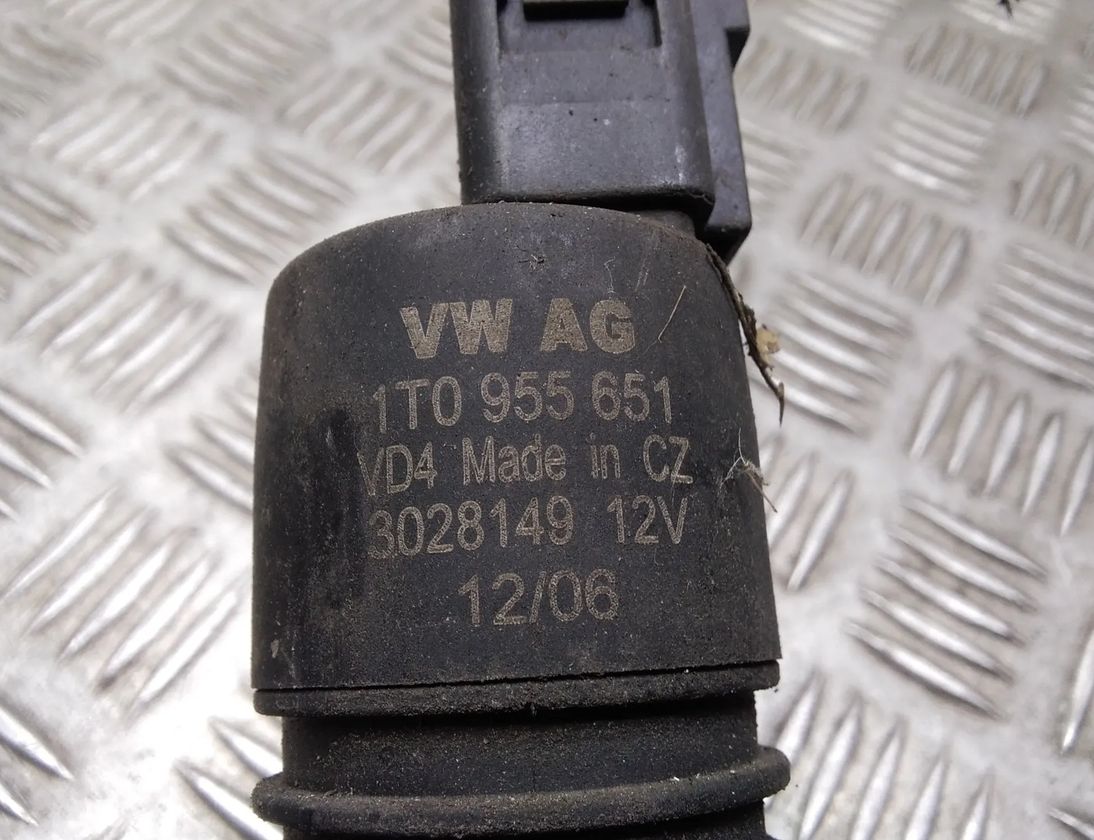 VW AG
1T0 955 651
VD4 Made in CZ
3028149 12V
12/06